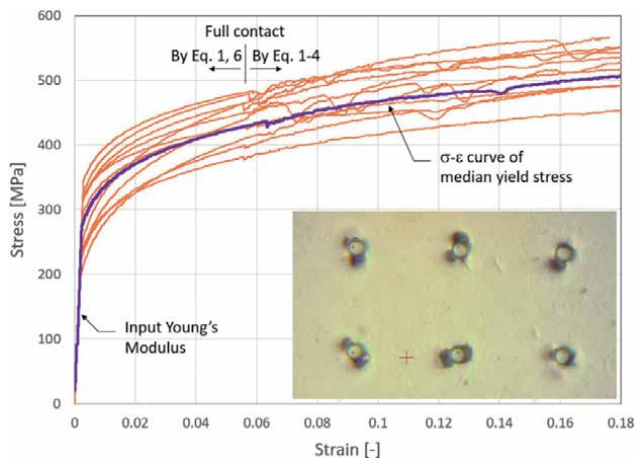 600
500
400
300
200
100
0
Stress [MPa]
Full contact
By Eq. 1, 6
By Eq. 1-4
σ-ε curve of
median yield stress
Input Young's
Modulus
0
0.02
0.04
0.06
0.08
0.1
0.12
0.14
0.16
0.18
Strain [-]